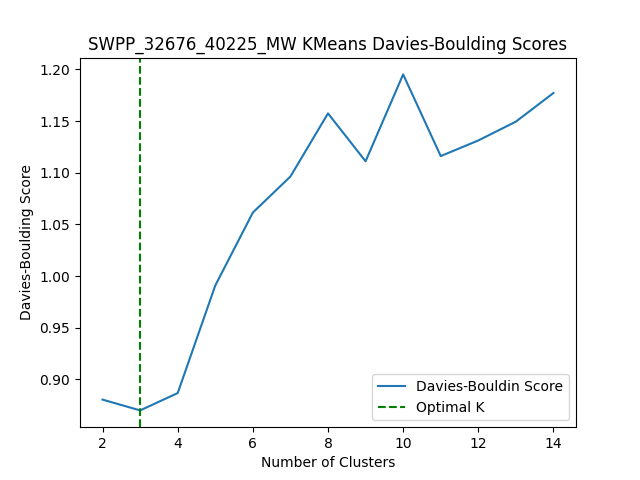 SWPP_32676_40225_MW KMeans Davies-Boulding Scores
1.20
1.15
1.10
1.05
1.00
0.95
0.90
Davies-Boulding Score
Davies-Bouldin Score
Optimal K
2 4 6 8 10 12 14
Number of Clusters